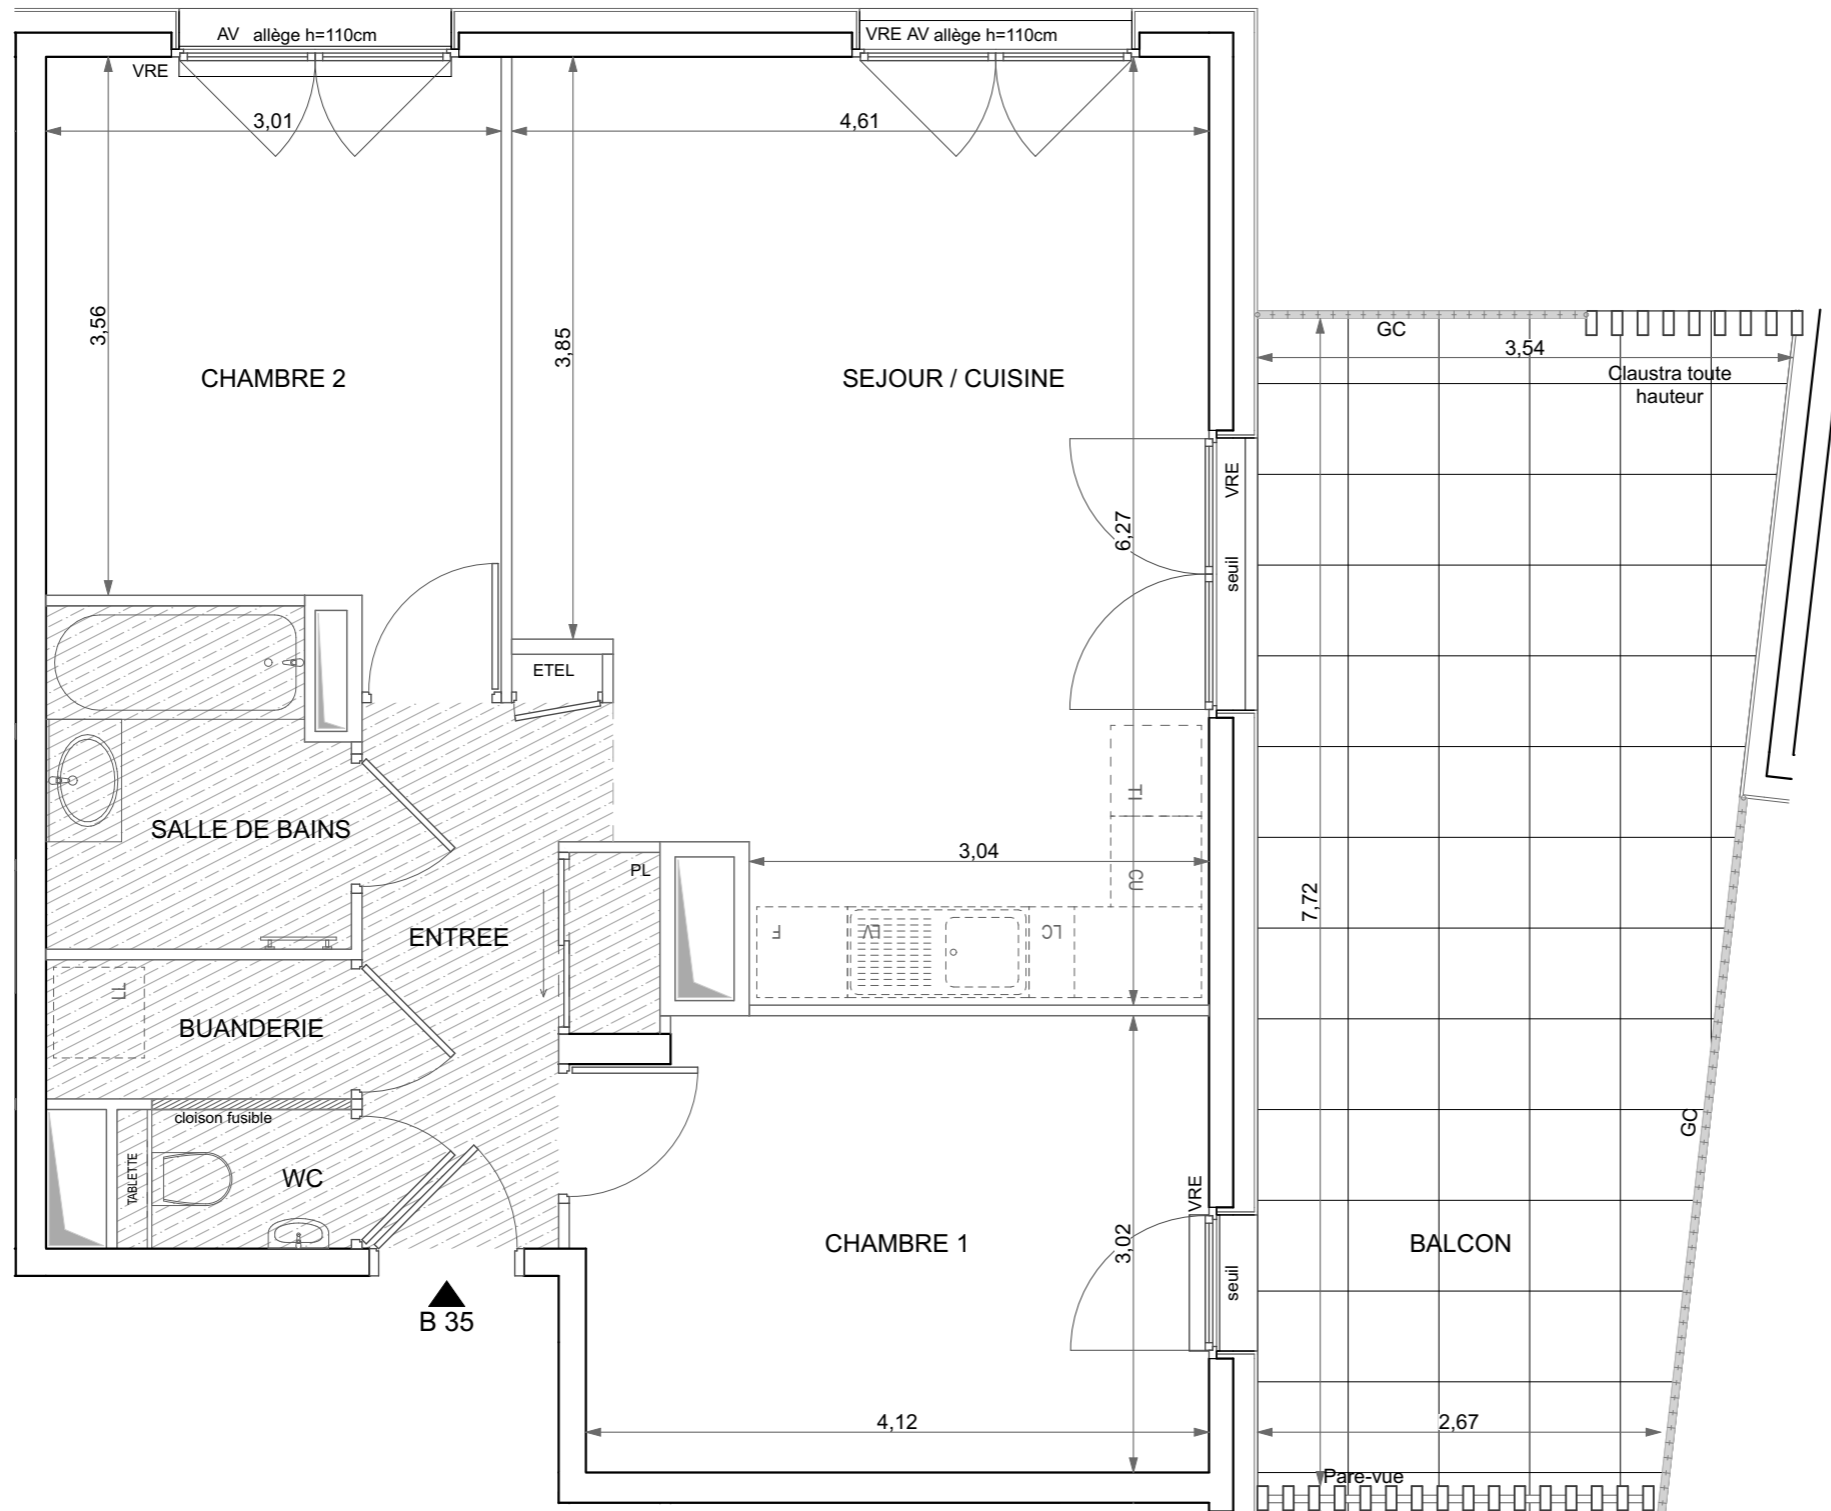 AV allège h=110cm
VRE AV allège h=110cm
VRE
3,01
4,61
3,56
3,85
GC
3,54
Claustra toute
hauteur
CHAMBRE 2
SEJOUR / CUISINE
VRE
6,27
seuil
ETEL
TI
SALLE DE BAINS
3,04
PL
CU
7,72
F
LV
LC
ENTREE
LL
BUANDERIE
cloison fusible
GC
TABLETTE
WC
VRE
CHAMBRE 1
3,02
BALCON
seuil
B 35
4,12
2,67
Pare-vue